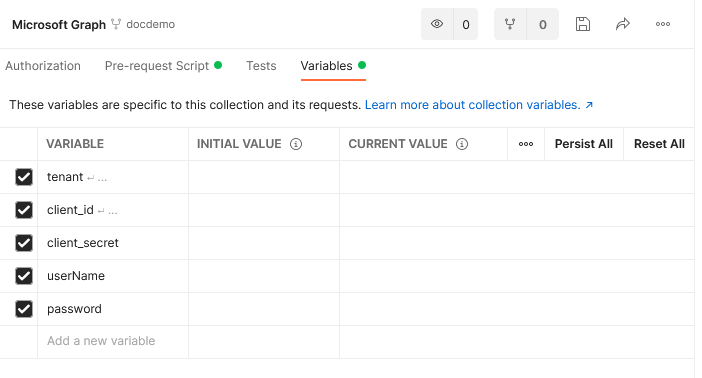 Microsoft Graph docdemo 0 0
Authorization Pre-request Script Tests Variables
These variables are specific to this collection and its requests. Learn more about collection variables. ↗
VARIABLE INITIAL VALUE CURRENT VALUE Persist All Reset All
tenant ↵ ...
client_id ↵ ...
client_secret
userName
password
Add a new variable